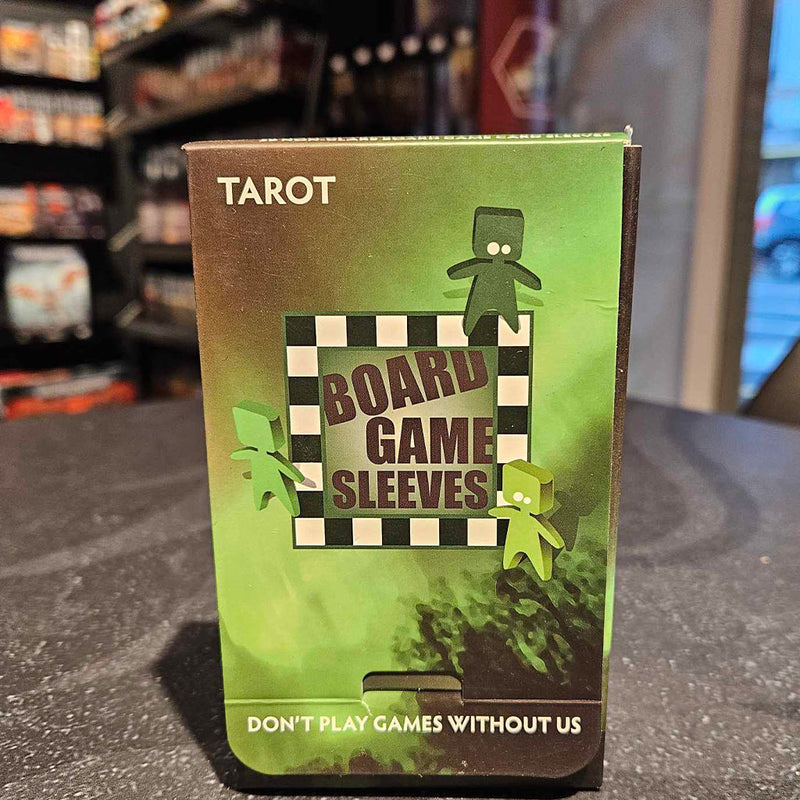 TAROT
BOARD
GAME
SLEEVES
DON'T PLAY GAMES WITHOUT US